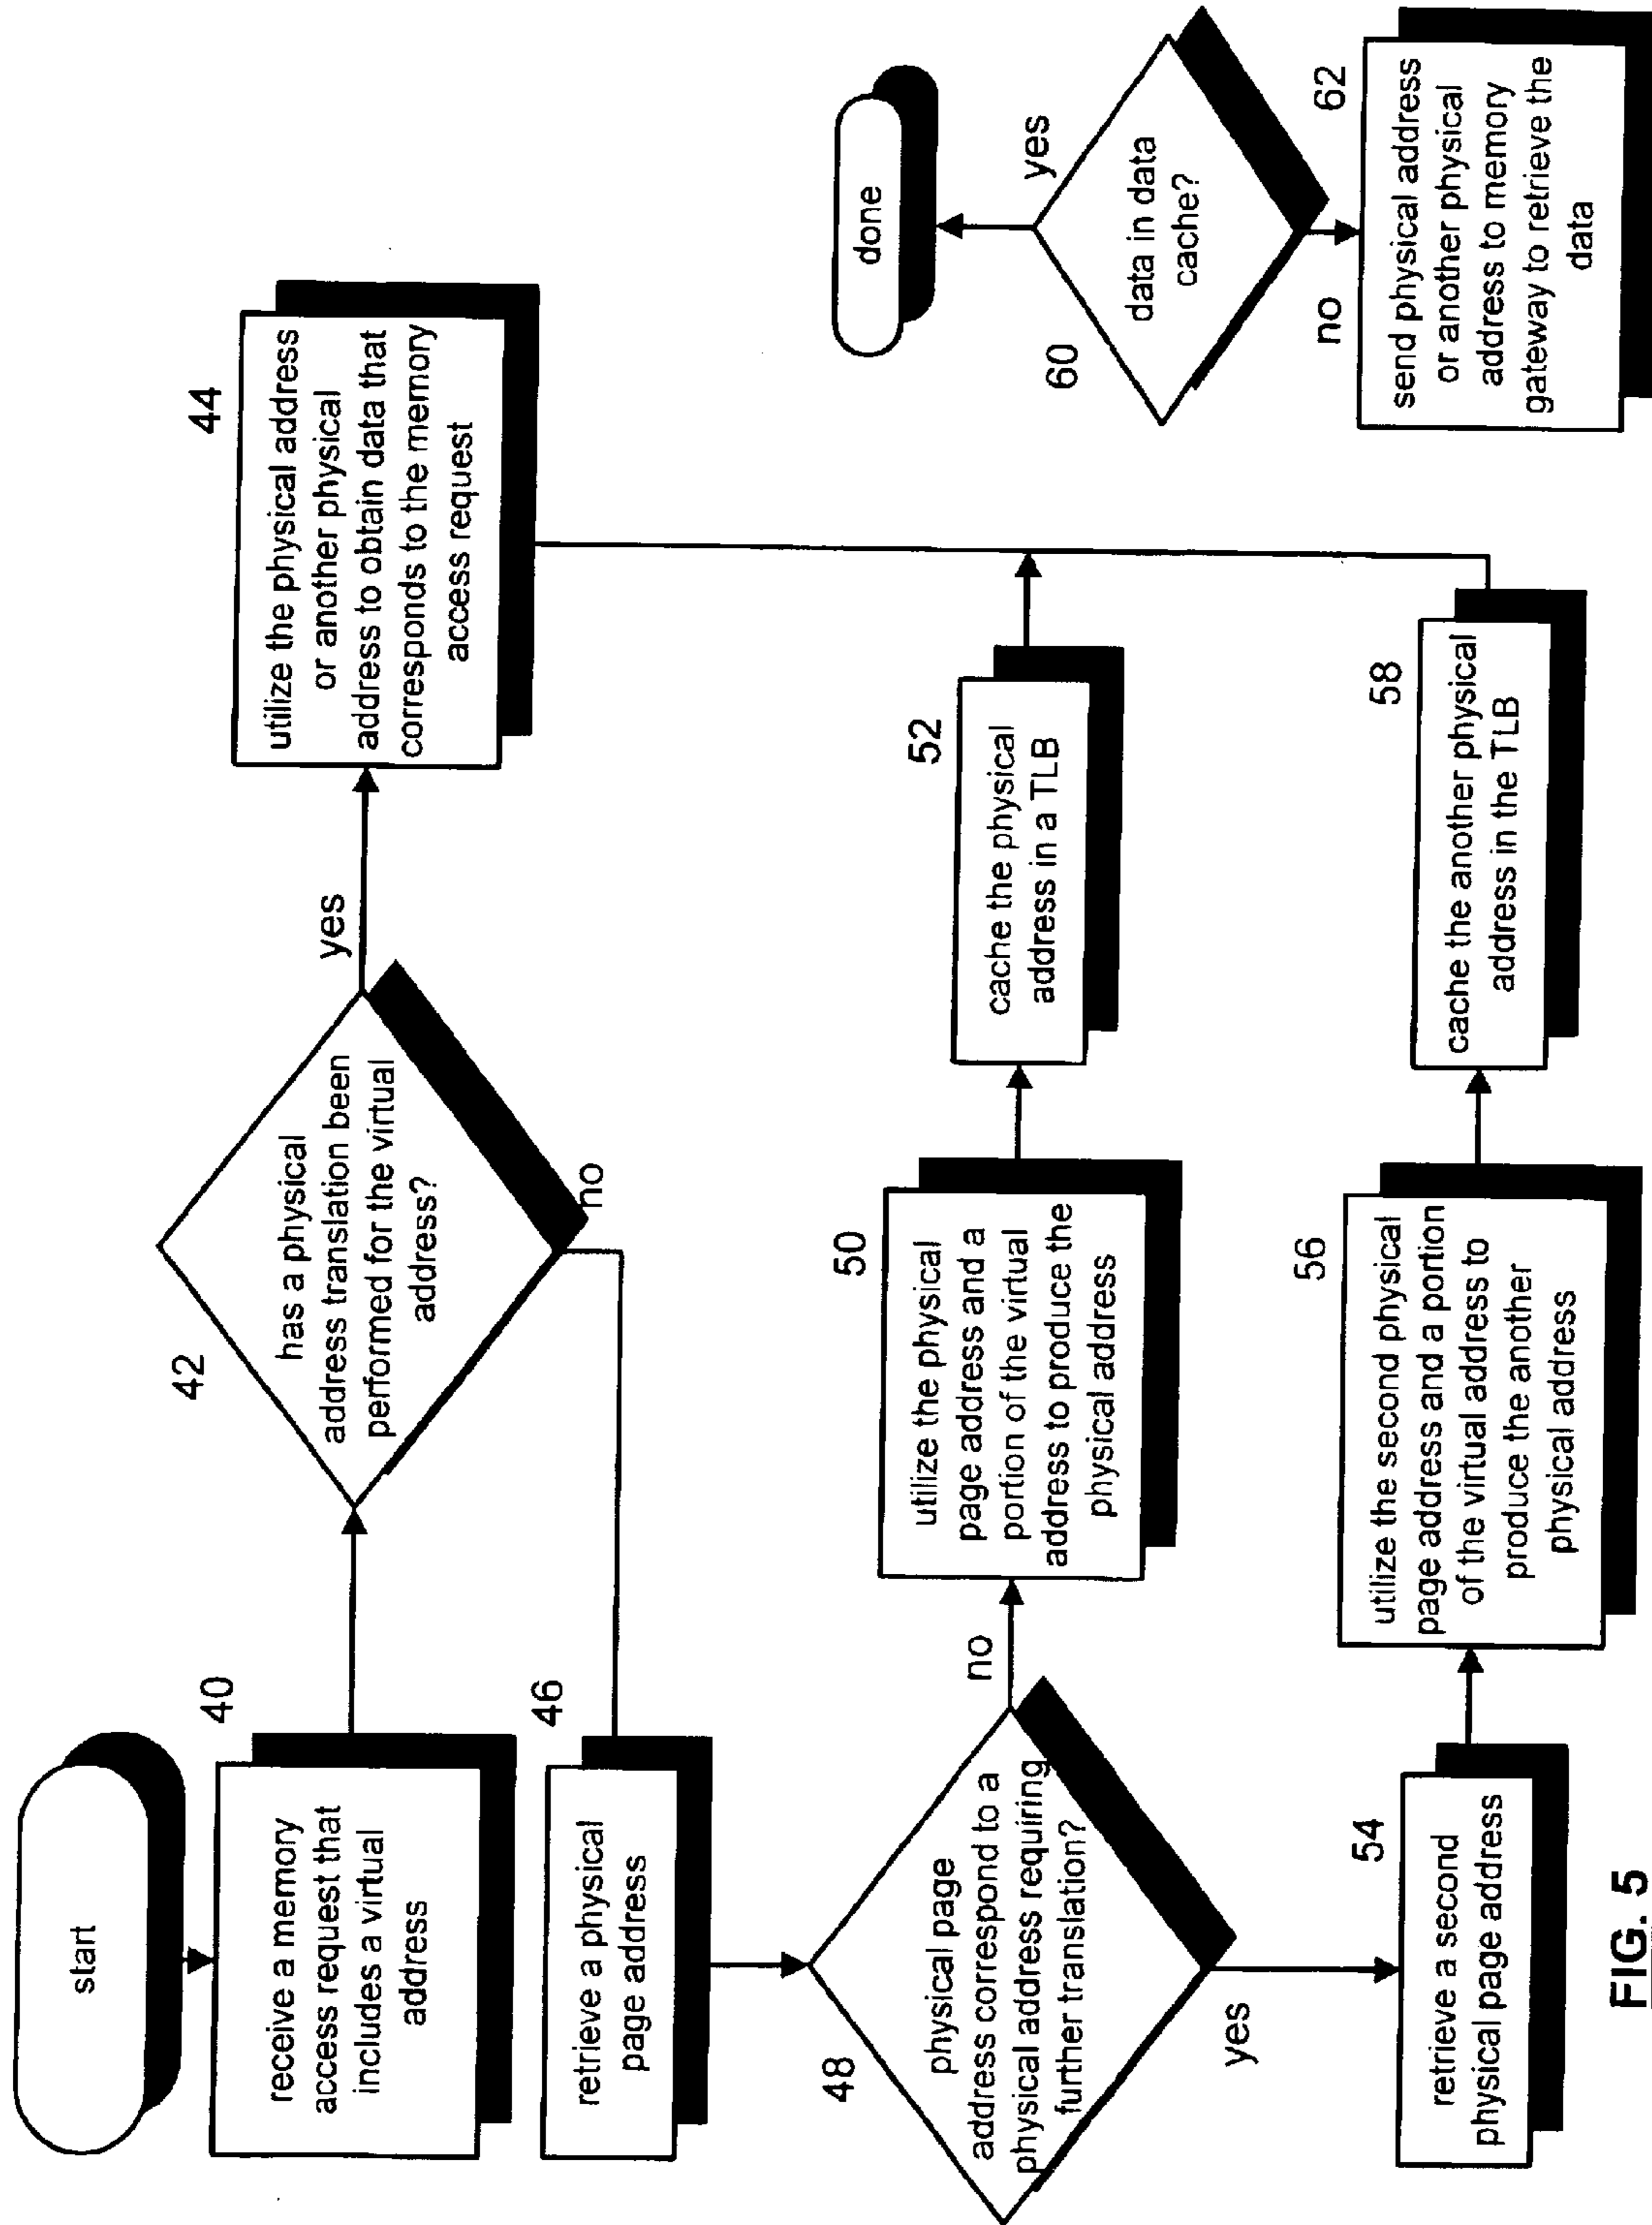 start
40
receive a memory
access request that
includes a virtual
address
42
has a physical
address translation been
performed for the virtual
address?
yes
no
44
utilize the physical address
or another physical
address to obtain data that
corresponds to the memory
access request
46
retrieve a physical
page address
48
physical page
address correspond to a
physical address requiring
further translation?
no
yes
50
utilize the physical
page address and a
portion of the virtual
address to produce the
physical address
52
cache the physical
address in a TLB
54
retrieve a second
physical page address
56
utilize the second physical
page address and a portion
of the virtual address to
produce the another
physical address
58
cache the another physical
address in the TLB
done
60
data in data
cache?
yes
no
62
send physical address
or another physical
address to memory
gateway to retrieve the
data
FIG. 5